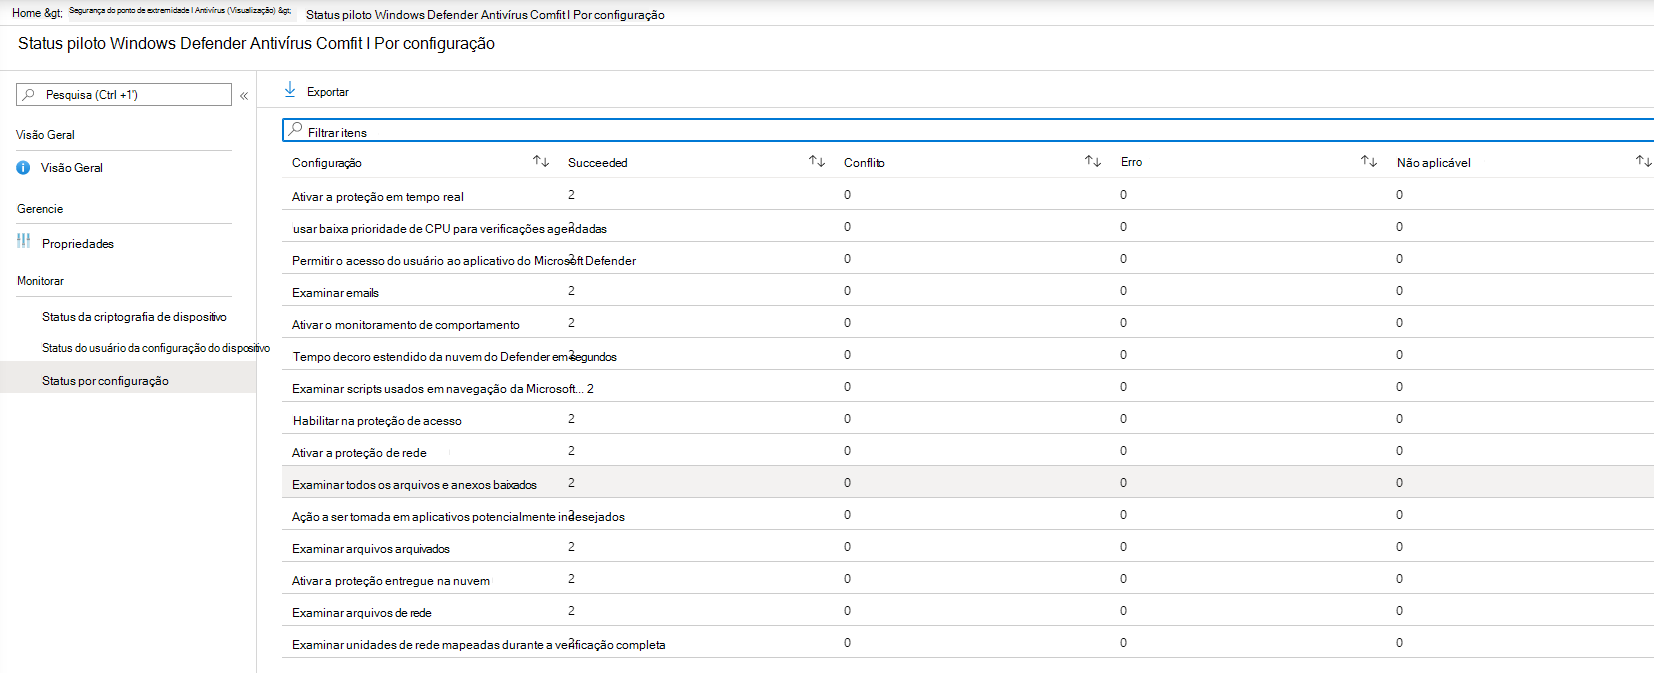 Home &gt; Segurança do ponto de extremidade I Antivírus (Visualização) &gt; Status piloto Windows Defender Antivírus Comfit I Por configuração
Status piloto Windows Defender Antivírus Comfit I Por configuração
Pesquisa (Ctrl +1') «
Exportar
Filtrar itens
Visão Geral
Visão Geral
Gerencie
Propriedades
Monitorar
Status da criptografia de dispositivo
Status do usuário da configuração do dispositivo
Status por configuração
Configuração Succeeded Conflito Erro Não aplicável
Ativar a proteção em tempo real 2 0 0 0
usar baixa prioridade de CPU para verificações agendadas 2 0 0 0
Permitir o acesso do usuário ao aplicativo do Microsoft Defender 2 0 0 0
Examinar emails 2 0 0 0
Ativar o monitoramento de comportamento 2 0 0 0
Tempo decoro estendido da nuvem do Defender em segundos 2 0 0 0
Examinar scripts usados em navegação da Microsoft... 2 0 0 0
Habilitar na proteção de acesso 2 0 0 0
Ativar a proteção de rede 2 0 0 0
Examinar todos os arquivos e anexos baixados 2 0 0 0
Ação a ser tomada em aplicativos potencialmente indesejados 2 0 0 0
Examinar arquivos arquivados 2 0 0 0
Ativar a proteção entregue na nuvem 2 0 0 0
Examinar arquivos de rede 2 0 0 0
Examinar unidades de rede mapeadas durante a verificação completa 2 0 0 0